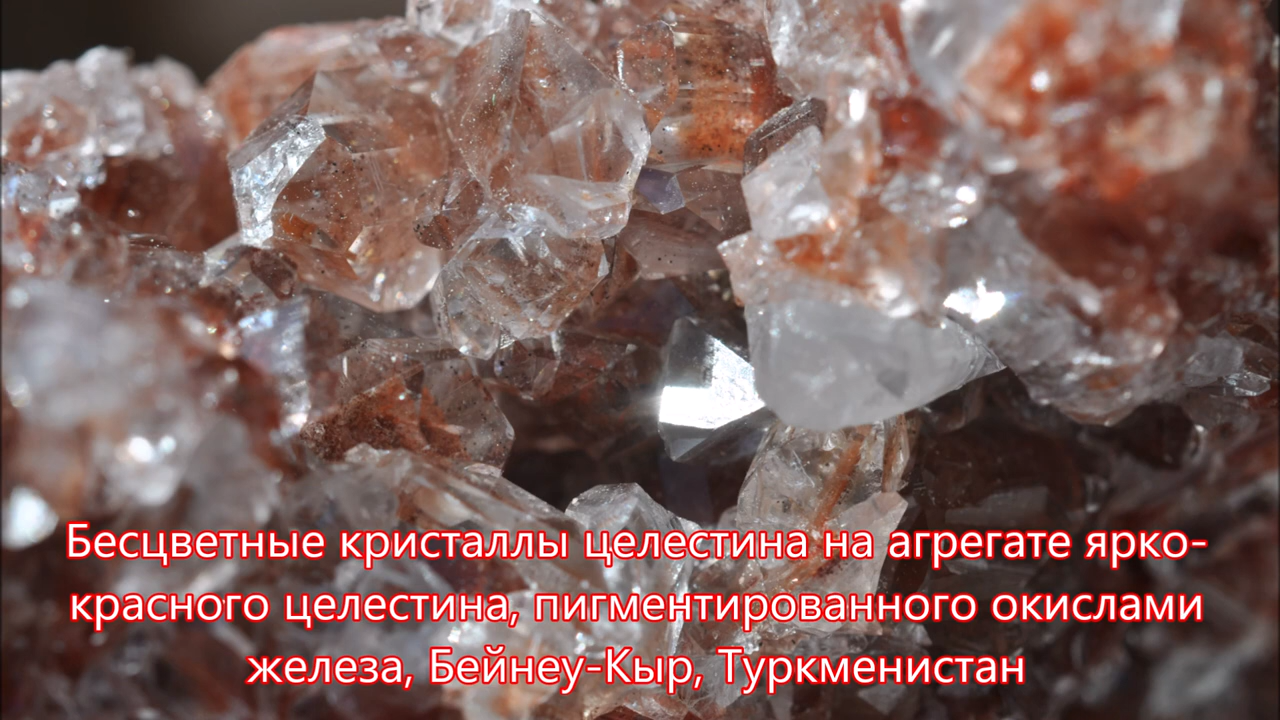 Бесцветные кристаллы целестина на агрегате ярко-
красного целестина, пигментированного окислами
железа, Бейнеу-Кыр, Туркменистан